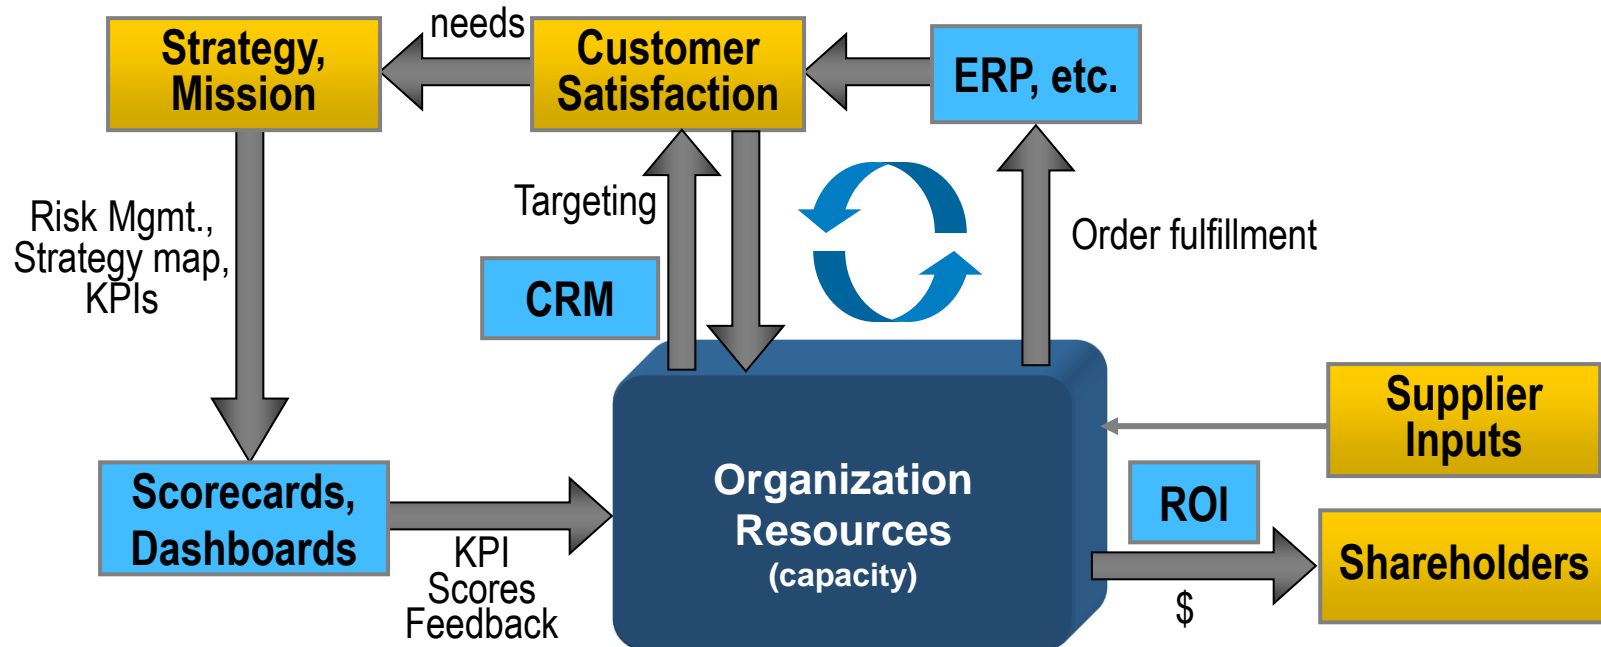 Strategy,
Mission
needs
Customer
Satisfaction
ERP, etc.
Risk Mgmt.,
Strategy map,
KPIs
Targeting
CRM
Order fulfillment
Supplier
Inputs
Scorecards,
Dashboards
KPI
Scores
Feedback
Organization
Resources
(capacity)
ROI
$
Shareholders